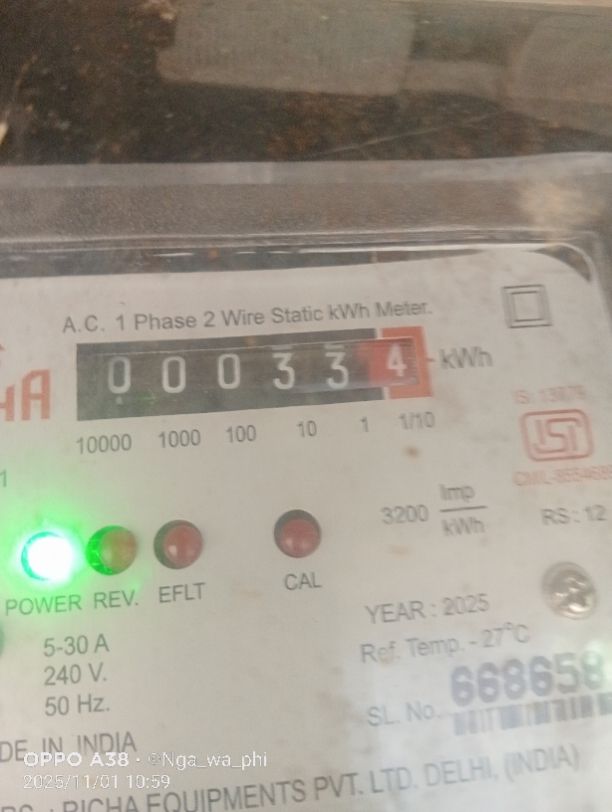 A.C. 1 Phase 2 Wire Static kWh Meter.
HA
0 0 0 3 3 4 kWh
10000 1000 100 10 1 1/10
3200 Imp/kWh
RS : 12
POWER REV. EFLT CAL
YEAR : 2025
5-30 A
Ref. Temp. - 27°C
240 V.
668658
50 Hz.
SL. No.
DE IN INDIA
OPPO A38 · @Nga_wa_phi
2025/11/01 10:59
RICHA EQUIPMENTS PVT. LTD. DELHI, (INDIA)